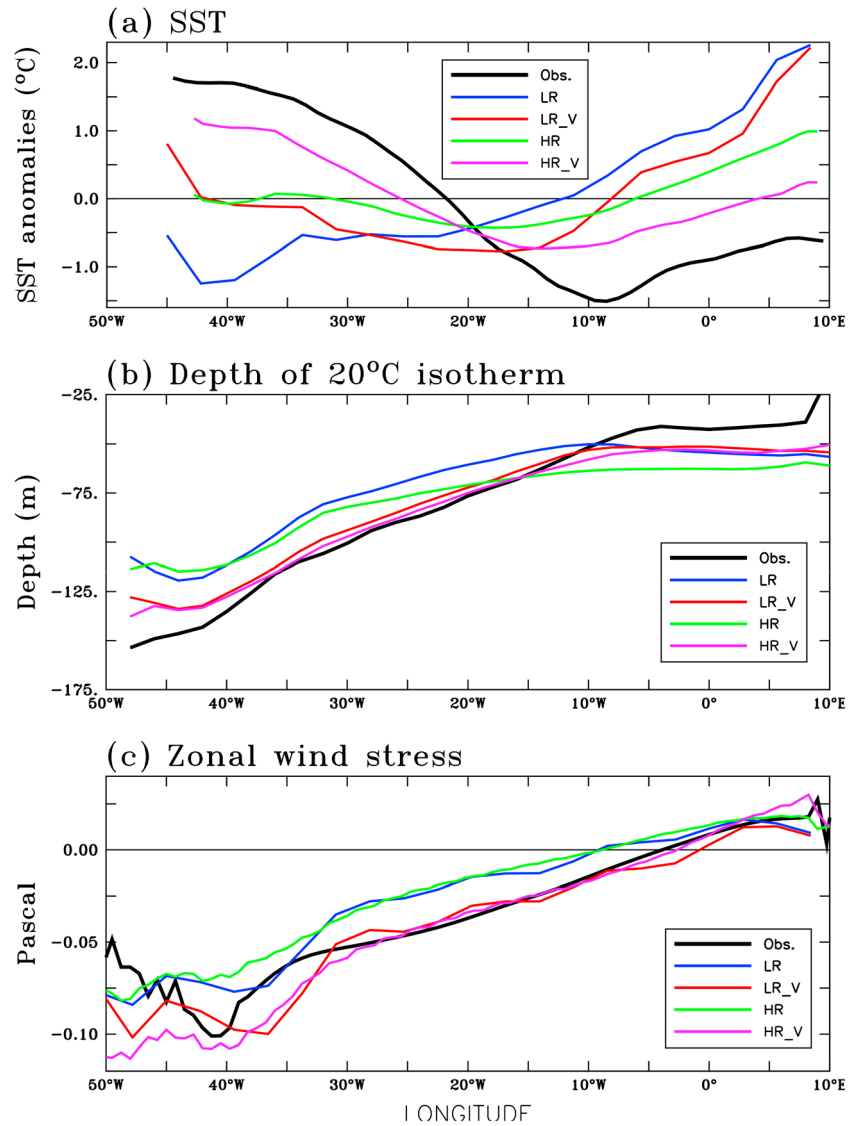 (a) SST
SST anomalies (°C)
2.0
1.0
0.0
-1.0
Obs.
LR
LR_V
HR
HR_V
50°W 40°W 30°W 20°W 10°W 0° 10°E
(b) Depth of 20°C isotherm
Depth (m)
-25.
-75.
-125.
-175.
Obs.
LR
LR_V
HR
HR_V
50°W 40°W 30°W 20°W 10°W 0° 10°E
(c) Zonal wind stress
Pascal
0.00
-0.05
-0.10
Obs.
LR
LR_V
HR
HR_V
50°W 40°W 30°W 20°W 10°W 0° 10°E
LONGITUDE